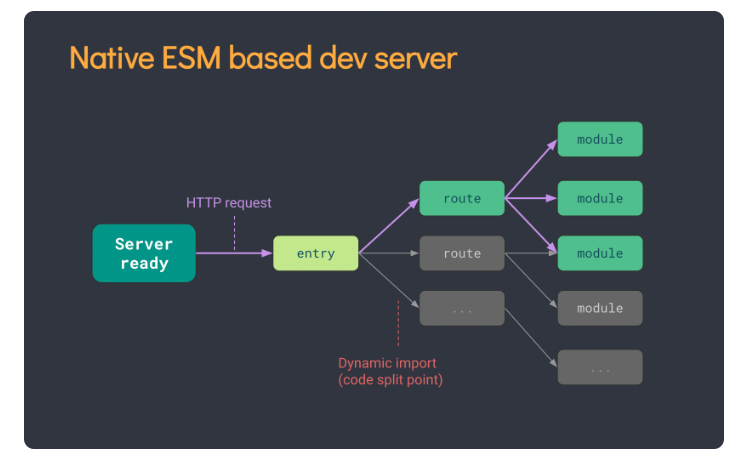 Native ESM based dev server
module
HTTP request
route
module
Server
ready
entry
route
module
...
module
Dynamic import
(code split point)
...